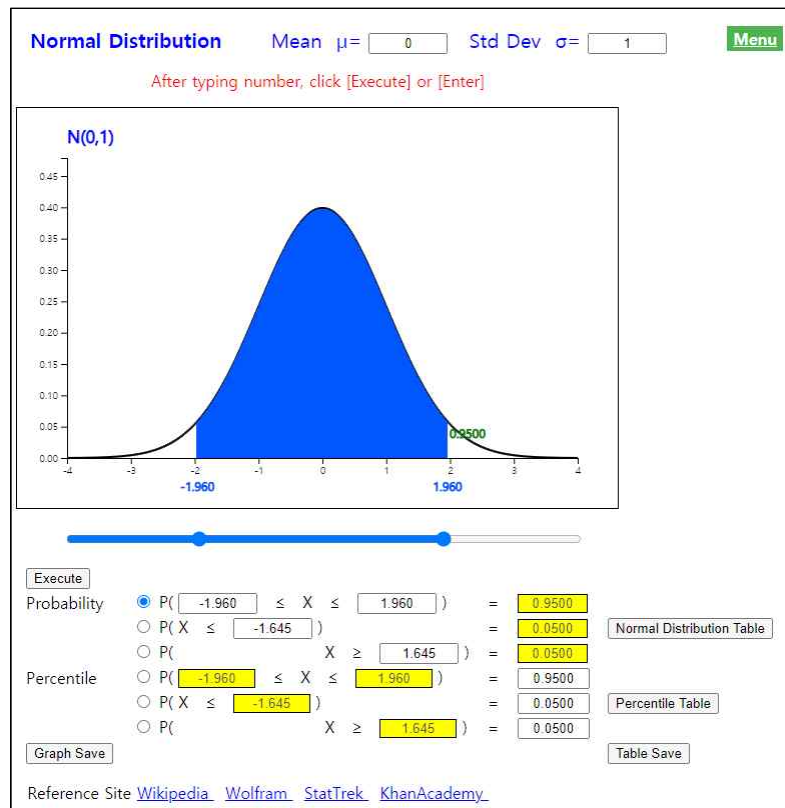 Normal Distribution Mean μ= 0 Std Dev σ= 1 Menu
After typing number, click [Execute] or [Enter]
N(0,1)
0.45
0.40
0.35
0.30
0.25
0.20
0.15
0.10
0.05 0.9500
0.00
-4 -3 -2 -1 0 1 2 3 4
-1.960 1.960
Execute
Probability P( -1.960 ≤ X ≤ 1.960 ) = 0.9500
P( X ≤ -1.645 ) = 0.0500 Normal Distribution Table
P( X ≥ 1.645 ) = 0.0500
Percentile P( -1.960 ≤ X ≤ 1.960 ) = 0.9500
P( X ≤ -1.645 ) = 0.0500 Percentile Table
P( X ≥ 1.645 ) = 0.0500
Graph Save Table Save
Reference Site Wikipedia Wolfram StatTrek KhanAcademy